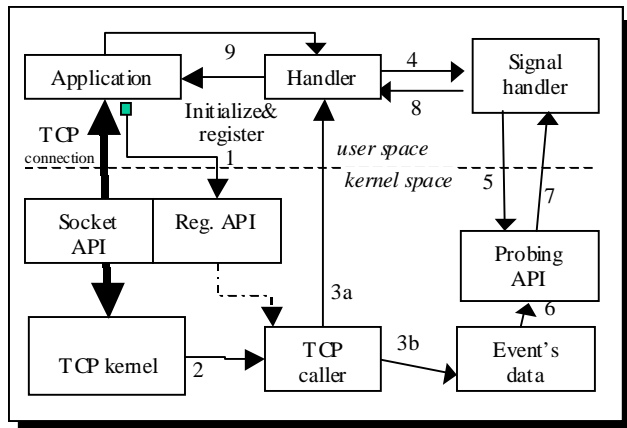 9
Application
Handler
4
Signal
handler
8
Initialize&
register
TCP
connection
1
user space
kernel space
5
7
Socket
API
Reg. API
Probing
API
3a
6
TCP kernel
2
TCP
caller
3b
Event's
data